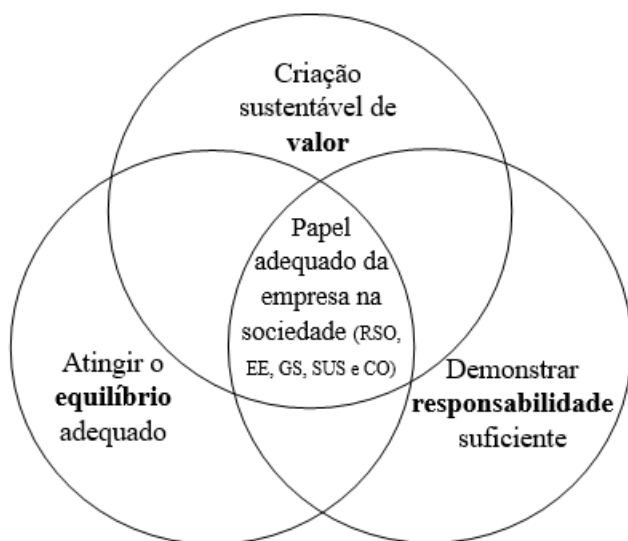 Criação
sustentável de
valor
Papel
adequado da
empresa na
sociedade (RSO,
EE, GS, SUS e CO)
Atingir o
equilíbrio
adequado
Demonstrar
responsabilidade
suficiente